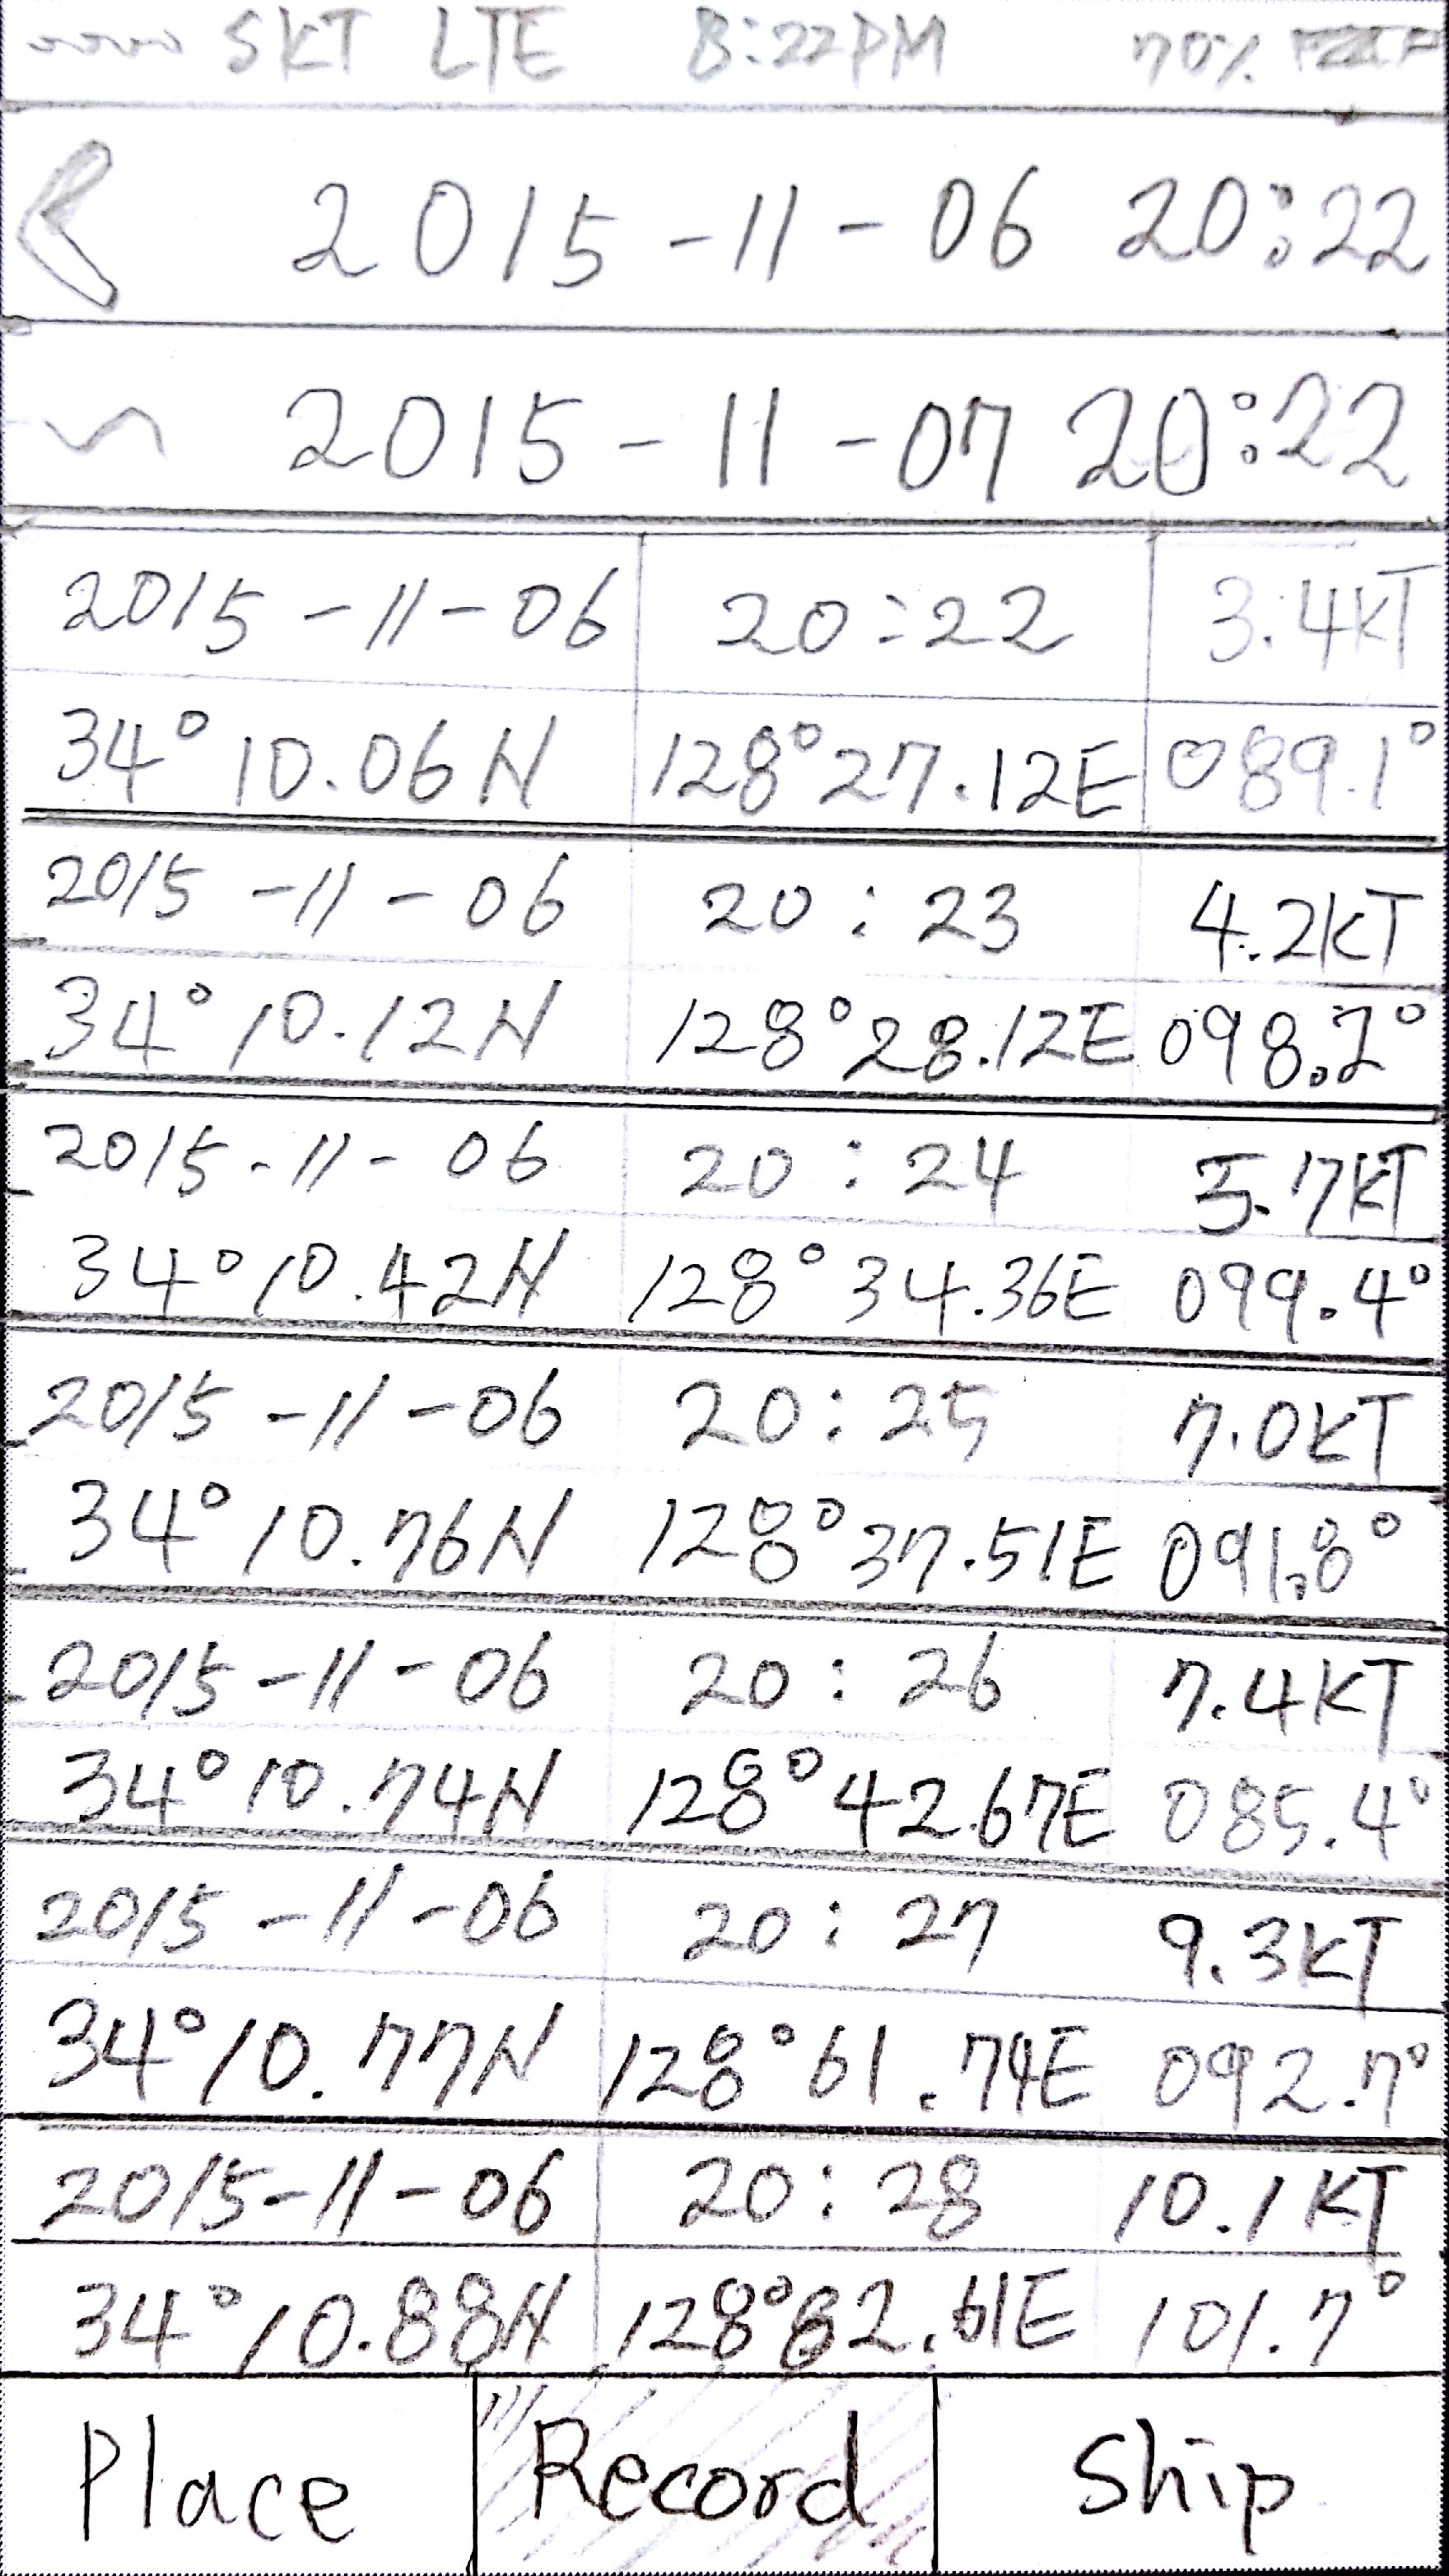 SKT LTE 8:22PM 70%
2015-11-06 20:22
~ 2015-11-07 20:22
2015-11-06 20:22 3.4KT
34°10.06N 128°27.12E 089.1°
2015-11-06 20:23 4.2KT
34°10.12N 128°28.12E 098.2°
2015-11-06 20:24 5.7KT
34°10.42N 128°34.36E 099.4°
2015-11-06 20:25 7.0KT
34°10.76N 128°37.51E 091.8°
2015-11-06 20:26 7.4KT
34°10.74N 128°42.67E 085.4°
2015-11-06 20:27 9.3KT
34°10.77N 128°61.74E 092.7°
2015-11-06 20:28 10.1KT
34°10.88N 128°62.61E 101.7°
Place Record Ship